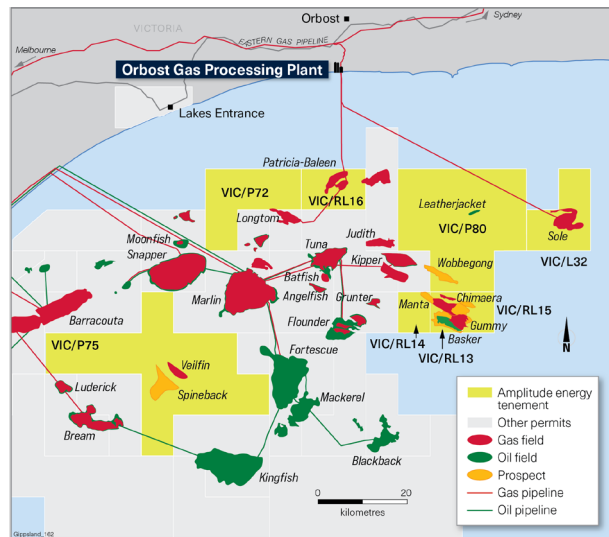 Orbost
Sydney
VICTORIA
EASTERN GAS PIPELINE
Melbourne
Orbost Gas Processing Plant
Lakes Entrance
Patricia-Baleen
VIC/P72
VIC/RL16
Leatherjacket
Longtom
VIC/P80
Sole
Moonfish
Snapper
Tuna
Judith
Kipper
Wobbegong
VIC/L32
Batfish
Marlin
Angelfish
Grunter
Manta
Chimaera
VIC/RL15
Barracouta
Flounder
Gummy
VIC/RL14
Basker
VIC/P75
Fortescue
VIC/RL13
N
Veilfin
Luderick
Spineback
Mackerel
Bream
Blackback
Kingfish
0
20
kilometres
Amplitude energy
tenement
Other permits
Gas field
Oil field
Prospect
Gas pipeline
Oil pipeline
Gippsland_162